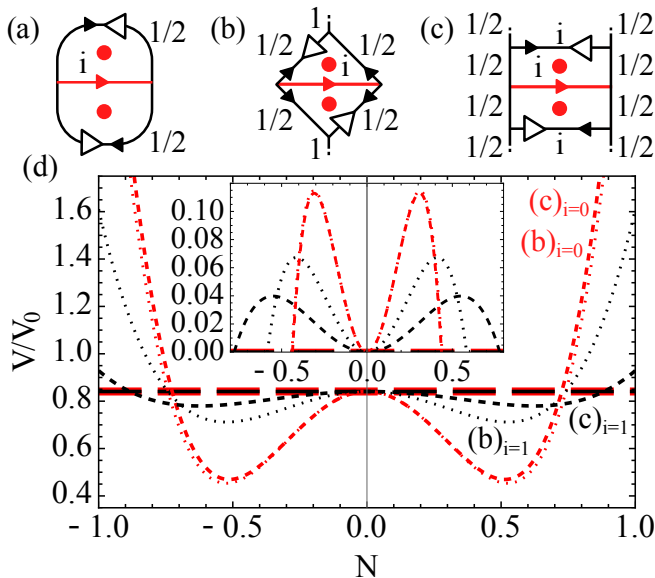 (a) 1/2 (b) 1 1/2 (c) 1/2 i 1/2
i 1/2 i 1/2 i 1/2
1/2 1/2 1/2 1/2 1/2
1/2 1 1/2 i 1/2
(d)
1.6 0.10 (c)i=0
1.4 0.08 (b)i=0
1.2 0.06
1.0 0.04
0.8 0.02
0.6 0.00
0.4 -0.5 0.0 0.5
V/V0
(b)i=1 (c)i=1
-1.0 -0.5 0.0 0.5 1.0
N